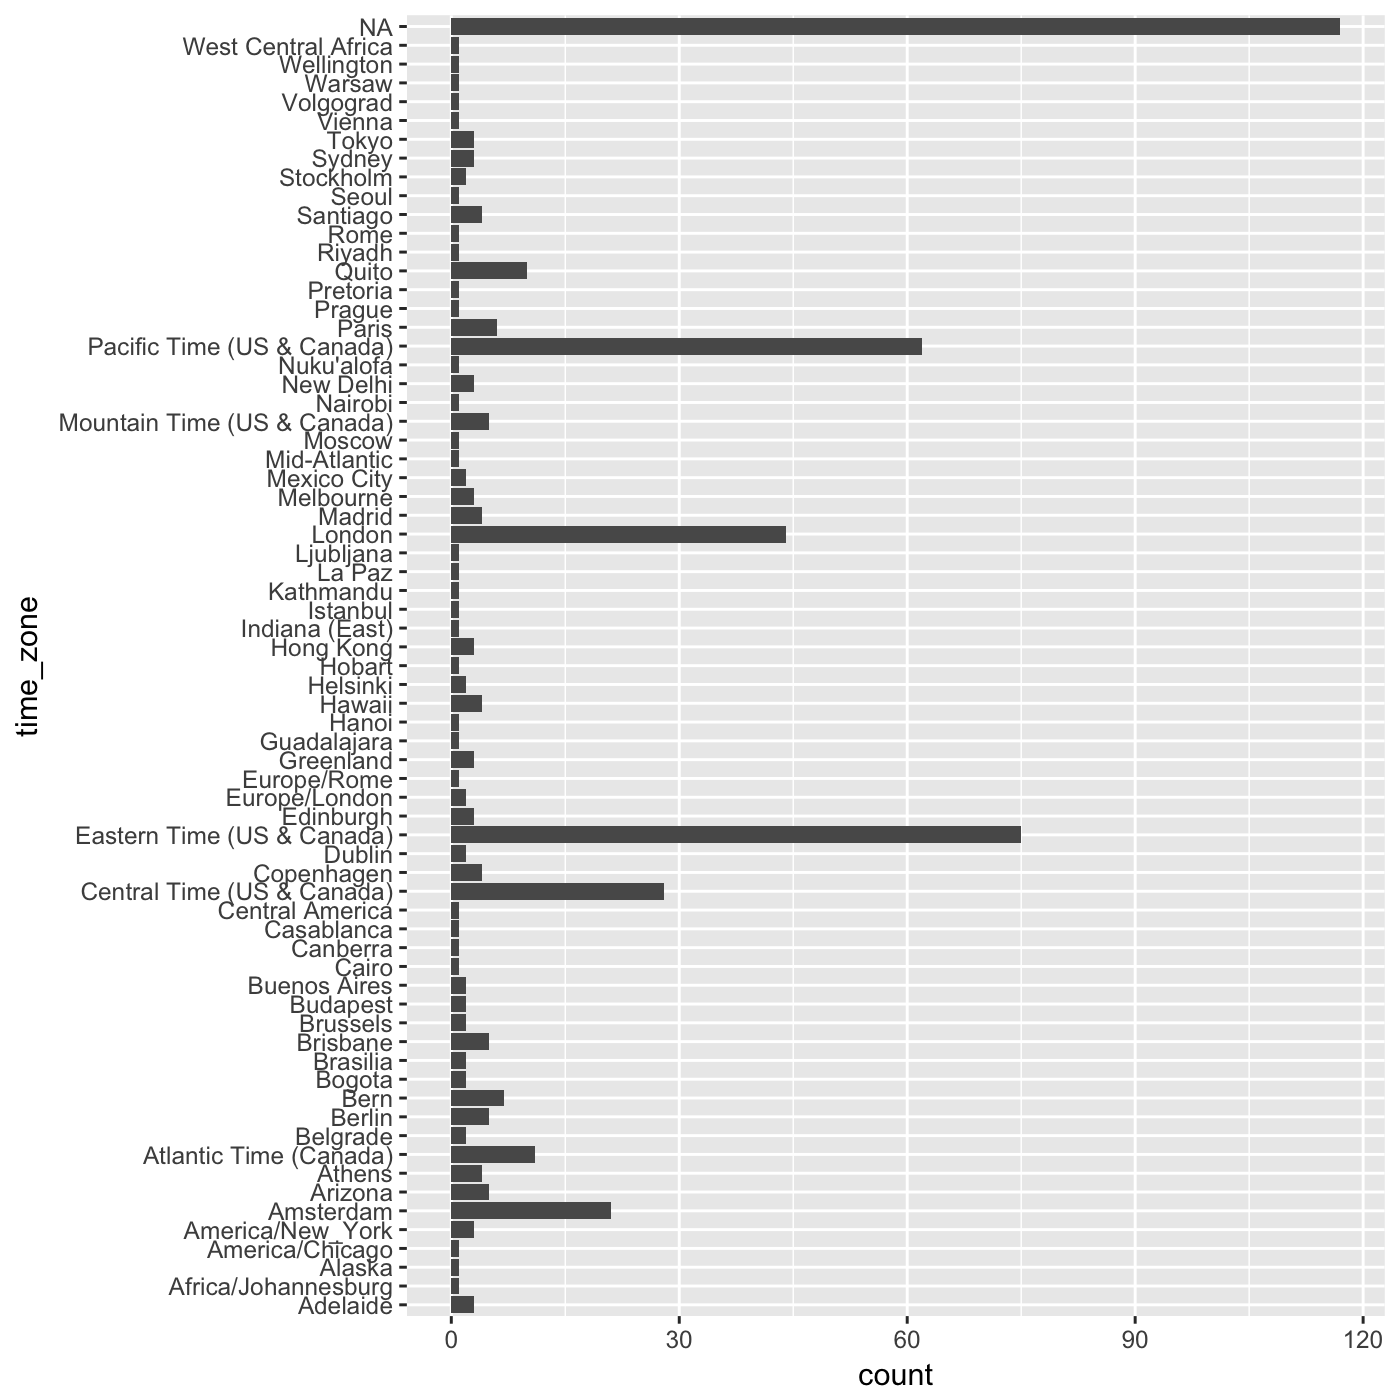 NA
West Central Africa
Wellington
Warsaw
Volgograd
Vienna
Tokyo
Sydney
Stockholm
Seoul
Santiago
Rome
Riyadh
Quito
Pretoria
Prague
Paris
Pacific Time (US & Canada)
Nuku'alofa
New Delhi
Nairobi
Mountain Time (US & Canada)
Moscow
Mid-Atlantic
Mexico City
Melbourne
Madrid
London
Ljubljana
La Paz
Kathmandu
Istanbul
Indiana (East)
Hong Kong
Hobart
Helsinki
Hawaii
Hanoi
Guadalajara
Greenland
Europe/Rome
Europe/London
Edinburgh
Eastern Time (US & Canada)
Dublin
Copenhagen
Central Time (US & Canada)
Central America
Casablanca
Canberra
Cairo
Buenos Aires
Budapest
Brussels
Brisbane
Brasilia
Bogota
Bern
Berlin
Belgrade
Atlantic Time (Canada)
Athens
Arizona
Amsterdam
America/New_York
America/Chicago
Alaska
Africa/Johannesburg
Adelaide
time_zone
0 30 60 90 120
count